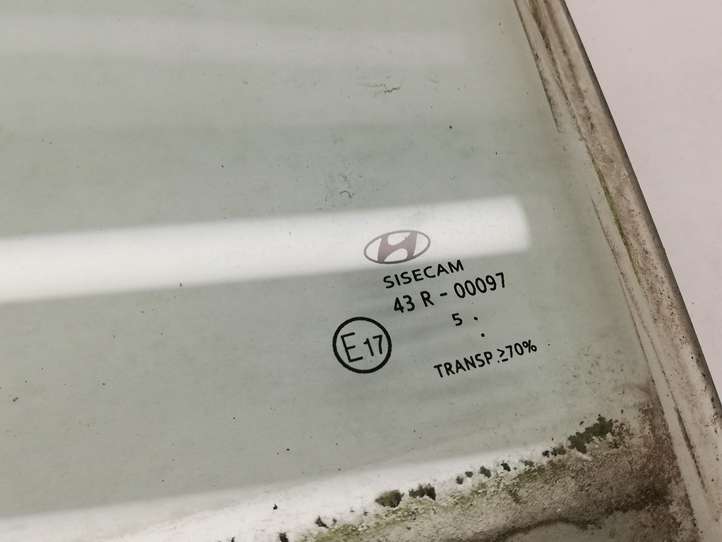 SISECAM
43 R - 00097
5 . .
E17
TRANSP. ≥70%